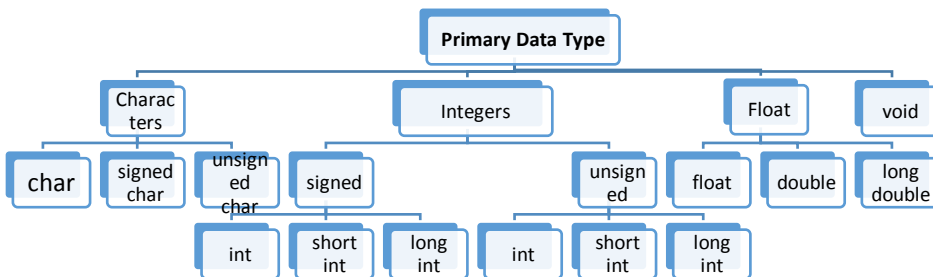 Primary Data Type
Charac
ters
Integers
Float
void
char
signed
char
unsign
ed
char
signed
unsign
ed
float
double
long
double
int
short
int
long
int
int
short
int
long
int